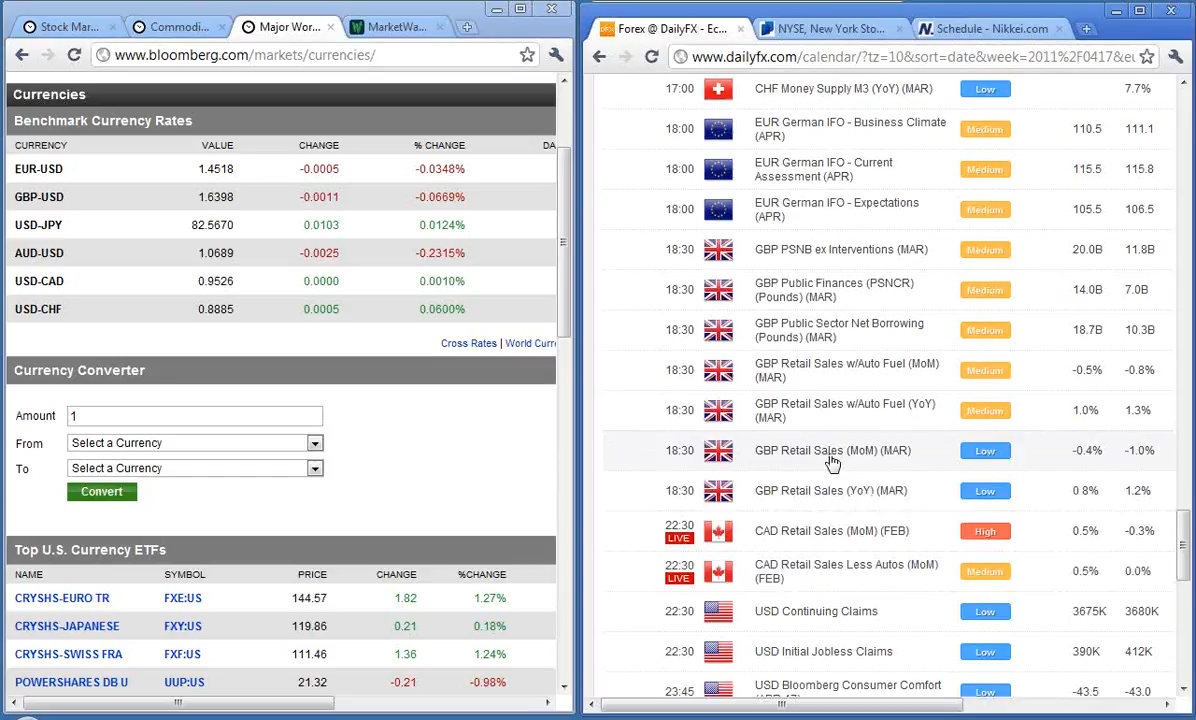 Stock Mar...
Commodi...
Major Wor...
MarketWa...
www.bloomberg.com/markets/currencies/
Currencies
Benchmark Currency Rates
CURRENCY VALUE CHANGE % CHANGE DA
EUR-USD 1.4518 -0.0005 -0.0348%
GBP-USD 1.6398 -0.0011 -0.0669%
USD-JPY 82.5670 0.0103 0.0124%
AUD-USD 1.0689 -0.0025 -0.2315%
USD-CAD 0.9526 0.0000 0.0010%
USD-CHF 0.8885 0.0005 0.0600%
Cross Rates | World Curre
Currency Converter
Amount 1
From Select a Currency
To Select a Currency
Convert
Top U.S. Currency ETFs
NAME SYMBOL PRICE CHANGE %CHANGE
CRYSHS-EURO TR FXE:US 144.57 1.82 1.27%
CRYSHS-JAPANESE FXY:US 119.86 0.21 0.18%
CRYSHS-SWISS FRA FXF:US 111.46 1.36 1.24%
POWERSHARES DB U UUP:US 21.32 -0.21 -0.98%
Forex @ DailyFX - Ec...
NYSE, New York Sto...
Schedule - Nikkei.com
www.dailyfx.com/calendar/?tz=10&sort=date&week=2011%2F0417&eu
17:00 CHF Money Supply M3 (YoY) (MAR) Low 7.7%
18:00 EUR German IFO - Business Climate Medium 110.5 111.1
(APR)
18:00 EUR German IFO - Current Medium 115.5 115.8
Assessment (APR)
18:00 EUR German IFO - Expectations Medium 105.5 106.5
(APR)
18:30 GBP PSNB ex Interventions (MAR) Medium 20.0B 11.8B
18:30 GBP Public Finances (PSNCR) Medium 14.0B 7.0B
(Pounds) (MAR)
18:30 GBP Public Sector Net Borrowing Medium 18.7B 10.3B
(Pounds) (MAR)
18:30 GBP Retail Sales w/Auto Fuel (MoM) Medium -0.5% -0.8%
(MAR)
18:30 GBP Retail Sales w/Auto Fuel (YoY) Medium 1.0% 1.3%
(MAR)
18:30 GBP Retail Sales (MoM) (MAR) Low -0.4% -1.0%
18:30 GBP Retail Sales (YoY) (MAR) Low 0.8% 1.2%
22:30 CAD Retail Sales (MoM) (FEB) High 0.5% -0.3%
LIVE
22:30 CAD Retail Sales Less Autos (MoM) Medium 0.5% 0.0%
LIVE (FEB)
22:30 USD Continuing Claims Low 3675K 3680K
22:30 USD Initial Jobless Claims Low 390K 412K
23:45 USD Bloomberg Consumer Comfort Low -43.5 -43.0